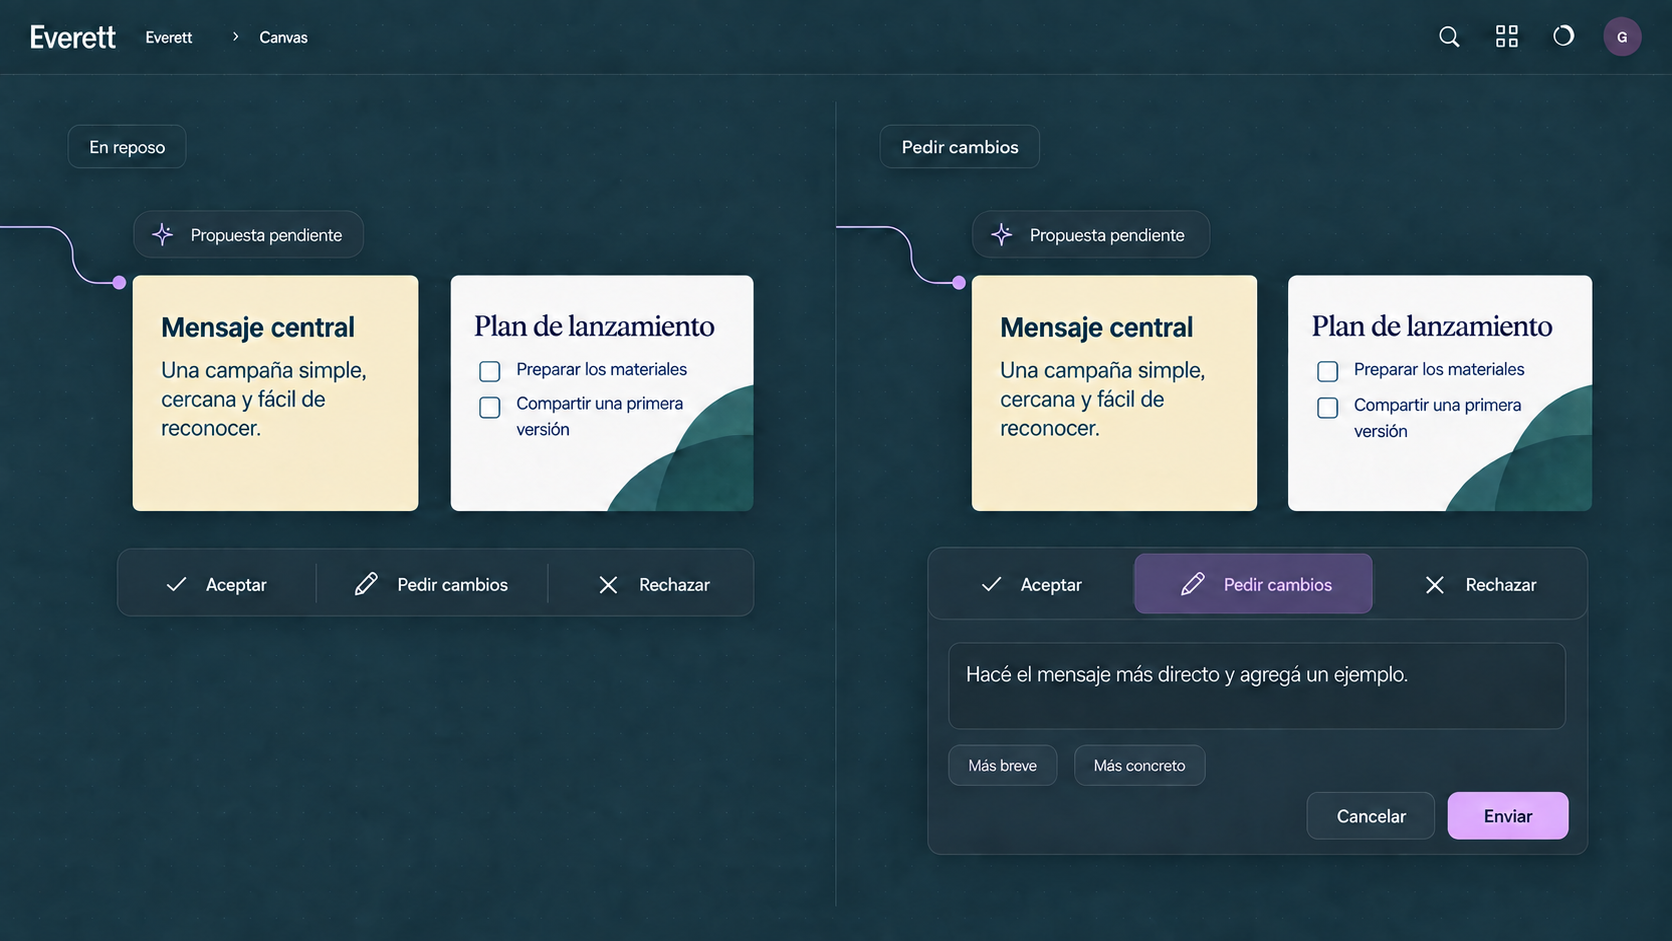 Everett
Everett > Canvas
G
En reposo
Propuesta pendiente
Mensaje central
Una campaña simple,
cercana y fácil de
reconocer.
Plan de lanzamiento
Preparar los materiales
Compartir una primera
versión
Aceptar
Pedir cambios
Rechazar
Pedir cambios
Propuesta pendiente
Mensaje central
Una campaña simple,
cercana y fácil de
reconocer.
Plan de lanzamiento
Preparar los materiales
Compartir una primera
versión
Aceptar
Pedir cambios
Rechazar
Hacé el mensaje más directo y agregá un ejemplo.
Más breve
Más concreto
Cancelar
Enviar